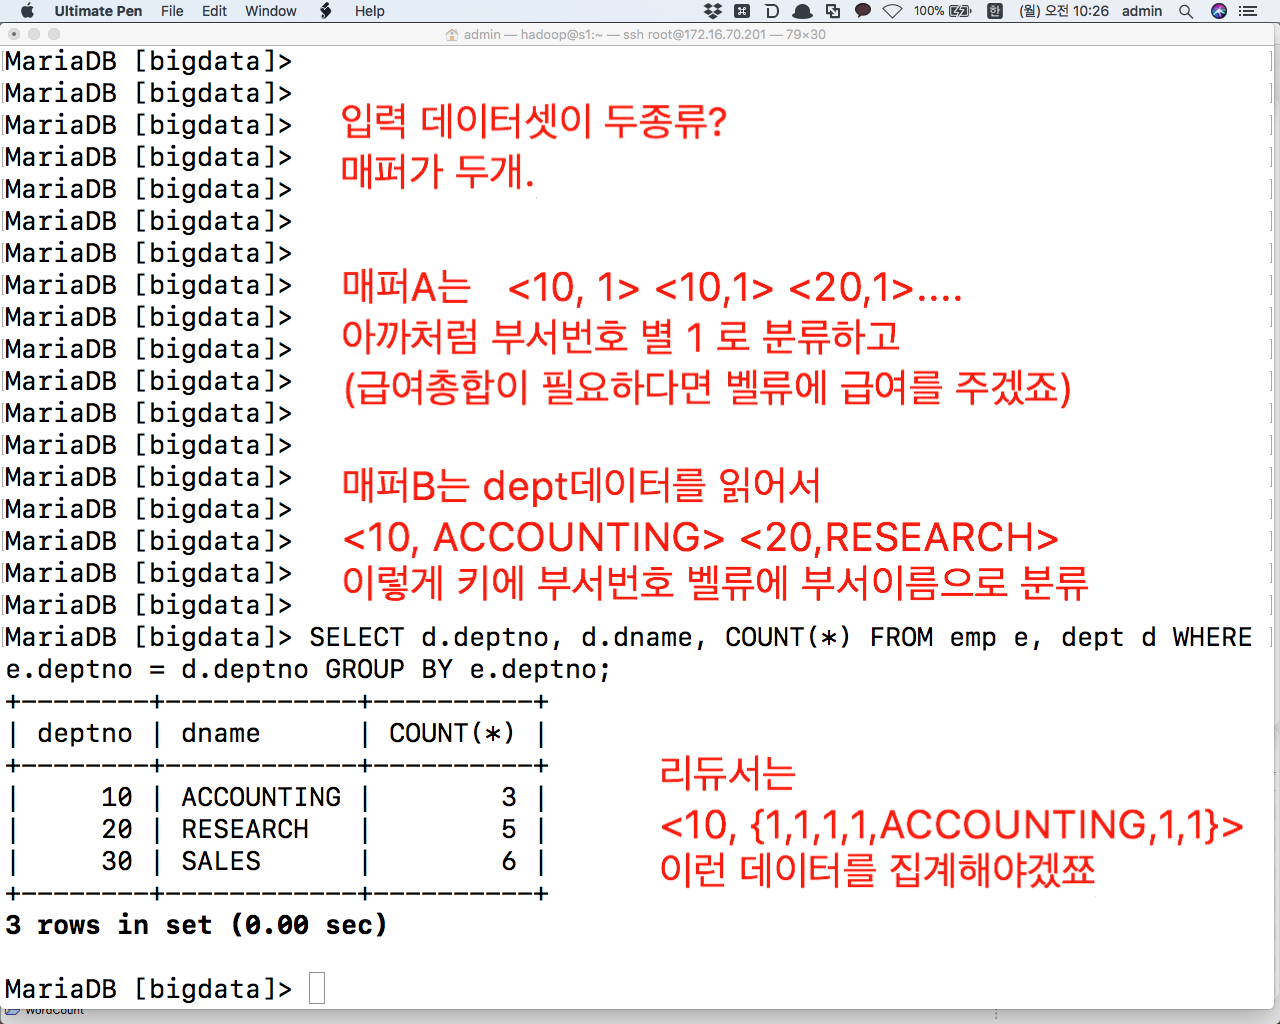 Ultimate Pen File Edit Window Help 100% (월) 오전 10:26 admin
admin — hadoop@s1:~ — ssh root@172.16.70.201 — 79×30
MariaDB [bigdata]>
MariaDB [bigdata]>
MariaDB [bigdata]>
입력 데이터셋이 두종류?
MariaDB [bigdata]>
매퍼가 두개.
MariaDB [bigdata]>
MariaDB [bigdata]>
MariaDB [bigdata]>
MariaDB [bigdata]>
매퍼A는 <10, 1> <10,1> <20,1>....
MariaDB [bigdata]>
아까처럼 부서번호 별 1 로 분류하고
MariaDB [bigdata]>
MariaDB [bigdata]>
(급여총합이 필요하다면 벨류에 급여를 주겠죠)
MariaDB [bigdata]>
MariaDB [bigdata]>
MariaDB [bigdata]>
매퍼B는 dept데이터를 읽어서
MariaDB [bigdata]>
MariaDB [bigdata]>
<10, ACCOUNTING> <20,RESEARCH>
MariaDB [bigdata]>
이렇게 키에 부서번호 벨류에 부서이름으로 분류
MariaDB [bigdata]>
MariaDB [bigdata]> SELECT d.deptno, d.dname, COUNT(*) FROM emp e, dept d WHERE
e.deptno = d.deptno GROUP BY e.deptno;
+--------+------------+----------+
| deptno | dname      | COUNT(*) |
+--------+------------+----------+
|     10 | ACCOUNTING |        3 |
|     20 | RESEARCH   |        5 |
|     30 | SALES      |        6 |
+--------+------------+----------+
리듀서는
<10, {1,1,1,1,ACCOUNTING,1,1}>
이런 데이터를 집계해야겠쬬
3 rows in set (0.00 sec)
MariaDB [bigdata]>
WordCount